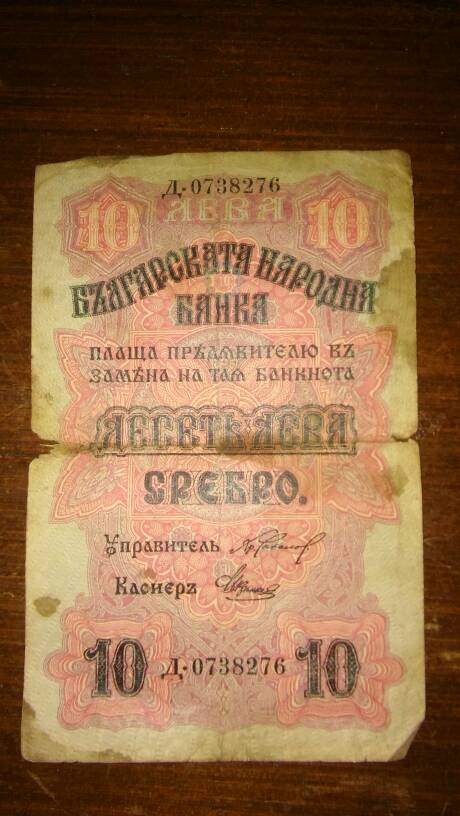 Д.0738276
10 ЛЕВА 10
БЪЛГАРСКАТА НАРОДНА
БАНКА
ПЛАЩА ПРѢДЯВИТЕЛЮ ВЪ
ЗАМѢНА НА ТАЯ БАНКНОТА
ДЕСЕТЬ ЛЕВА
СРЕБРО.
Управитель
Касиеръ
10 Д.0738276 10